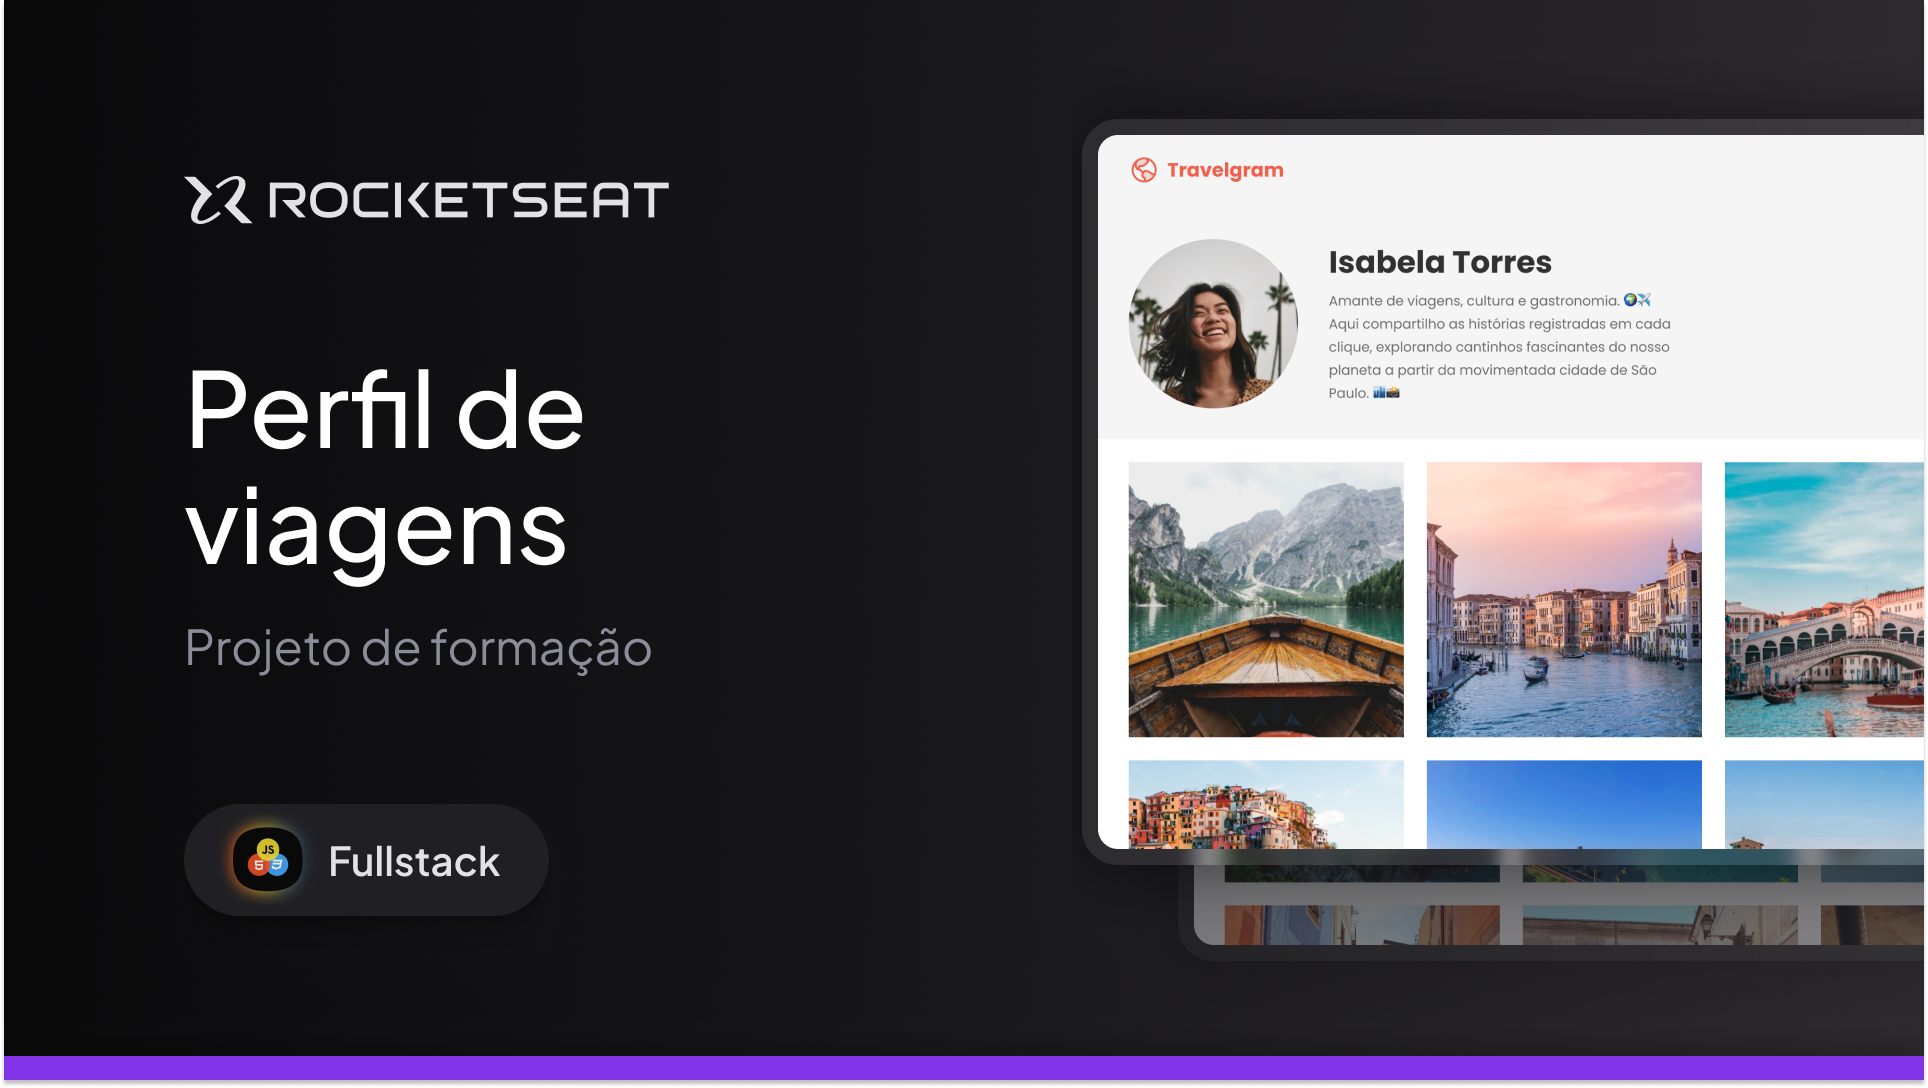 ROCKETSEAT
Perfil de
viagens
Projeto de formação
JS
5 3
Fullstack
Travelgram
Isabela Torres
Amante de viagens, cultura e gastronomia. 🌍✈️
Aqui compartilho as histórias registradas em cada
clique, explorando cantinhos fascinantes do nosso
planeta a partir da movimentada cidade de São
Paulo. 🏙️📸